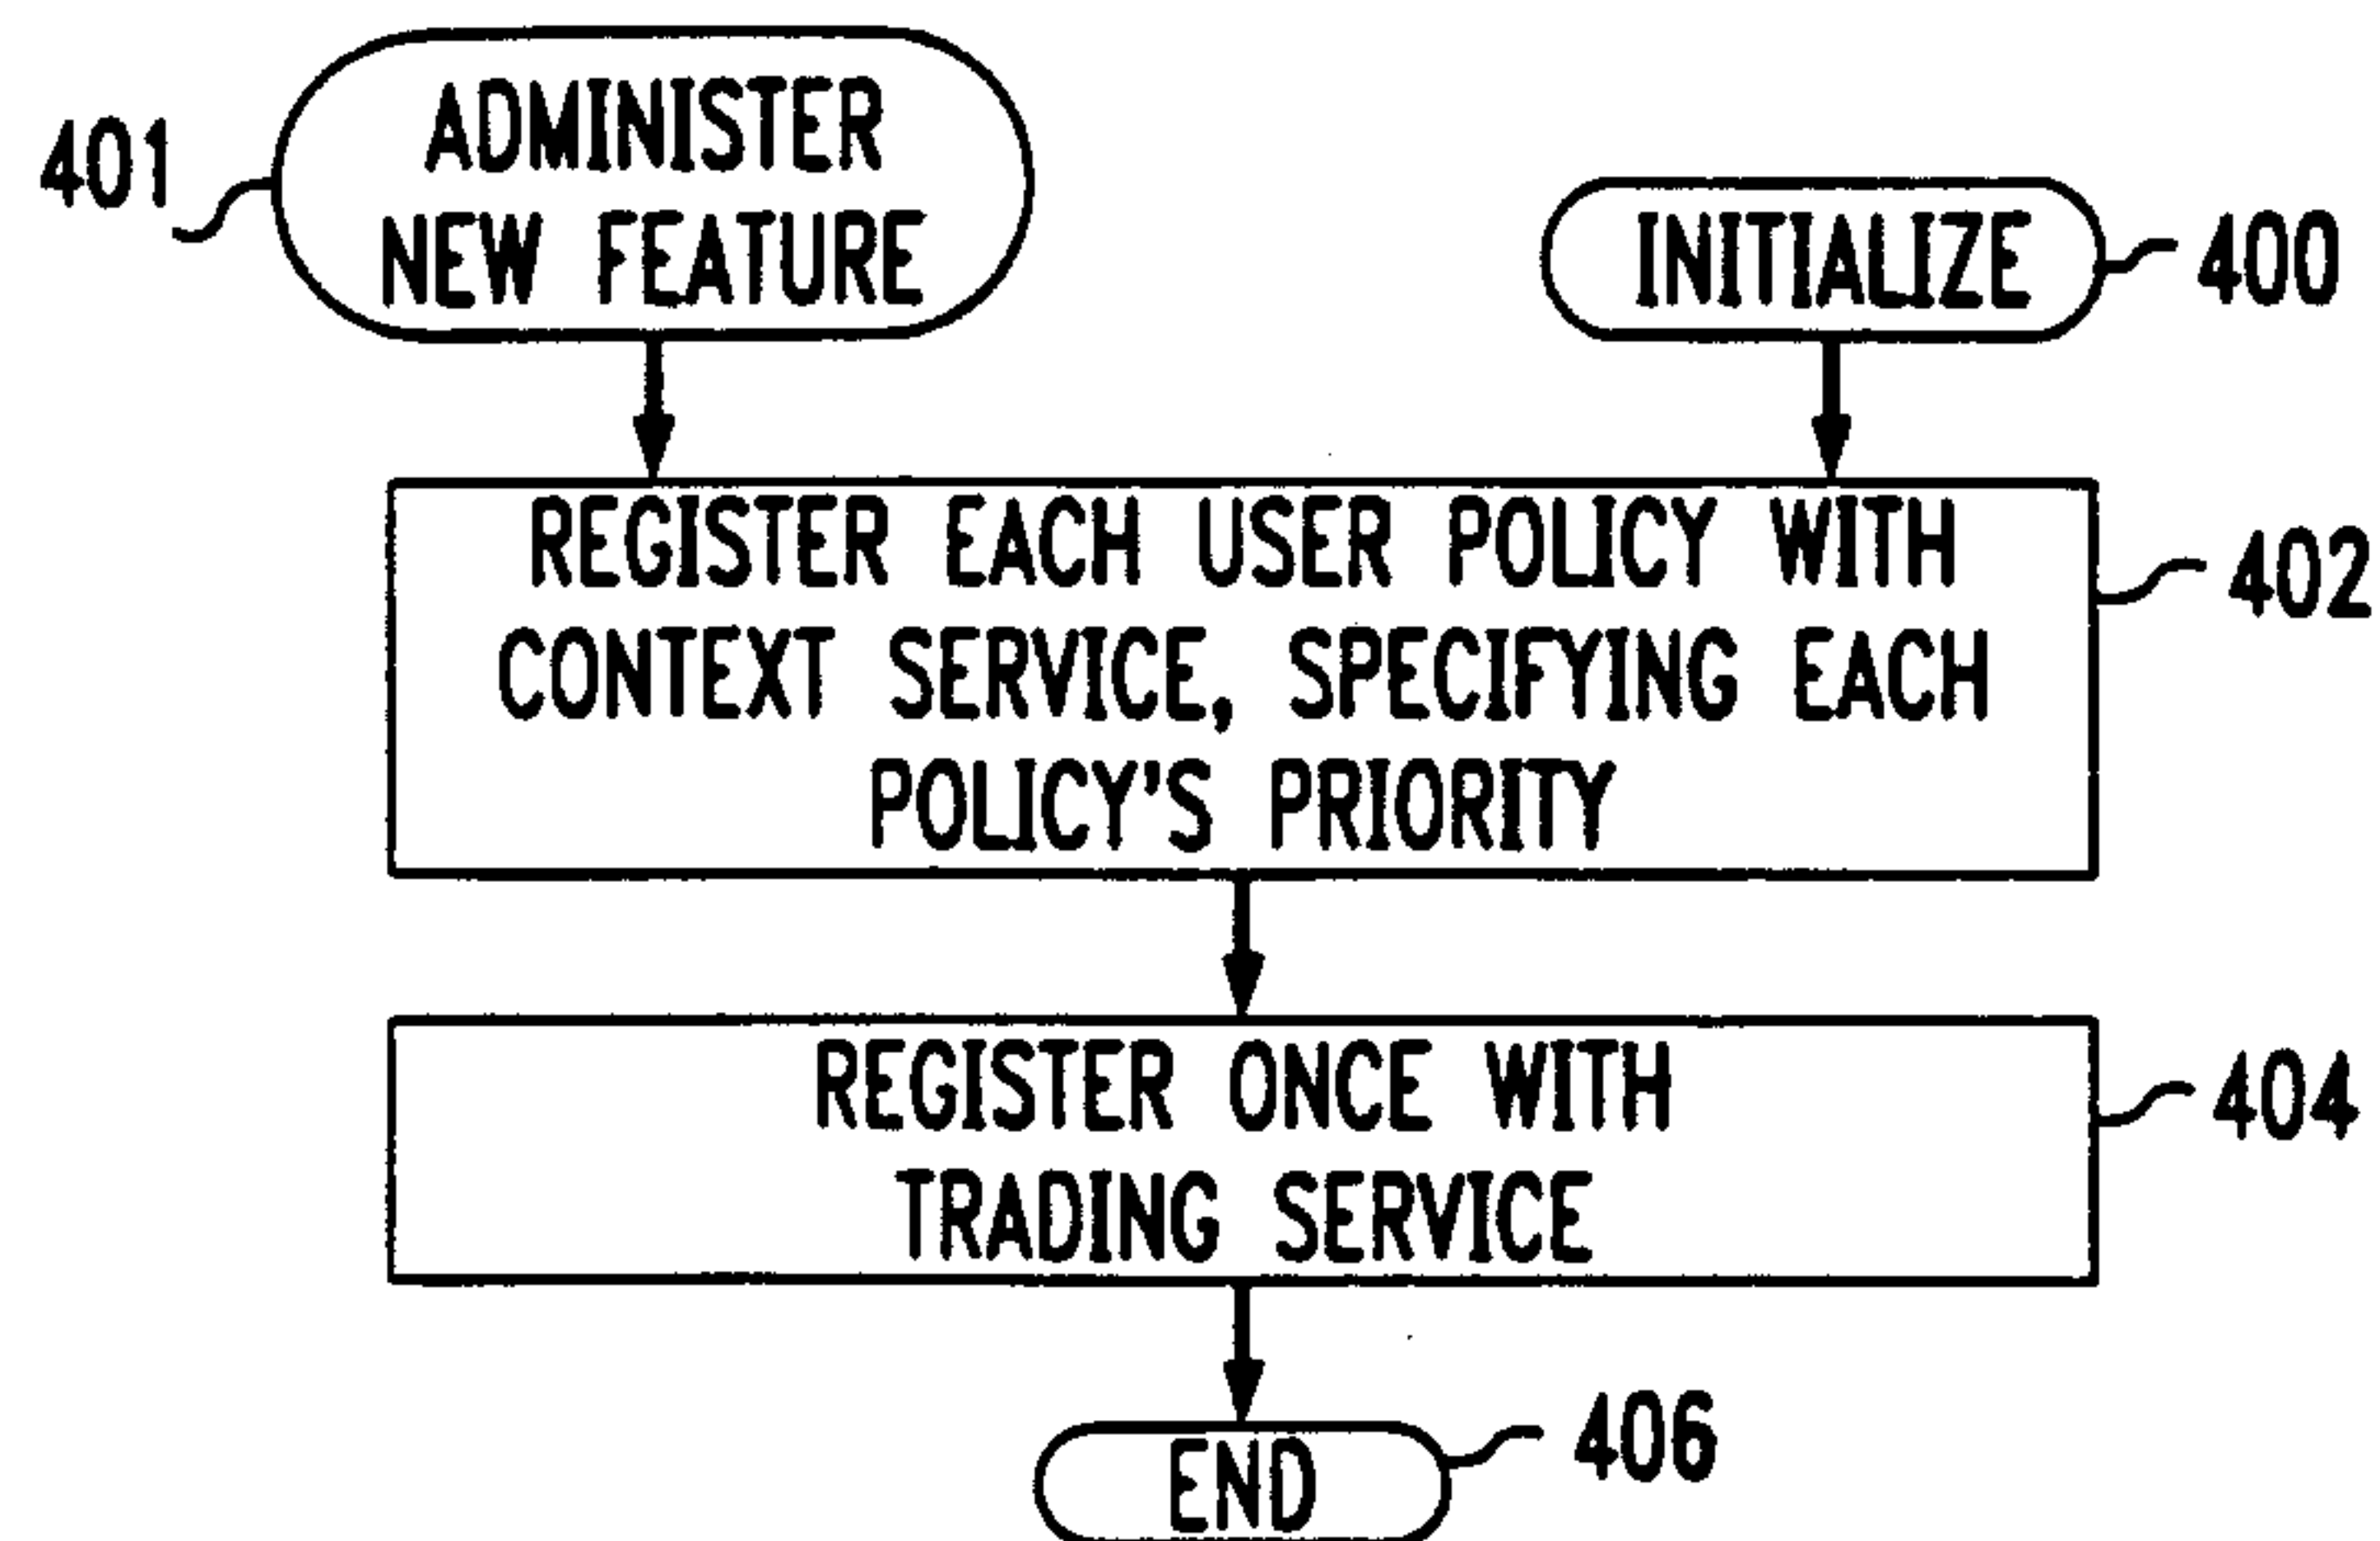 401
ADMINISTER
NEW FEATURE
INITIALIZE
400
REGISTER EACH USER POLICY WITH
CONTEXT SERVICE, SPECIFYING EACH
POLICY'S PRIORITY
402
REGISTER ONCE WITH
TRADING SERVICE
404
END
406